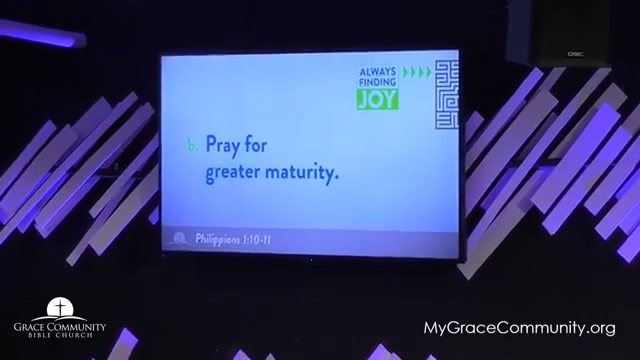 ALWAYS
FINDING
JOY
b. Pray for
greater maturity.
Philippians 1:10-11
GRACE COMMUNITY
BIBLE CHURCH
MyGraceCommunity.org